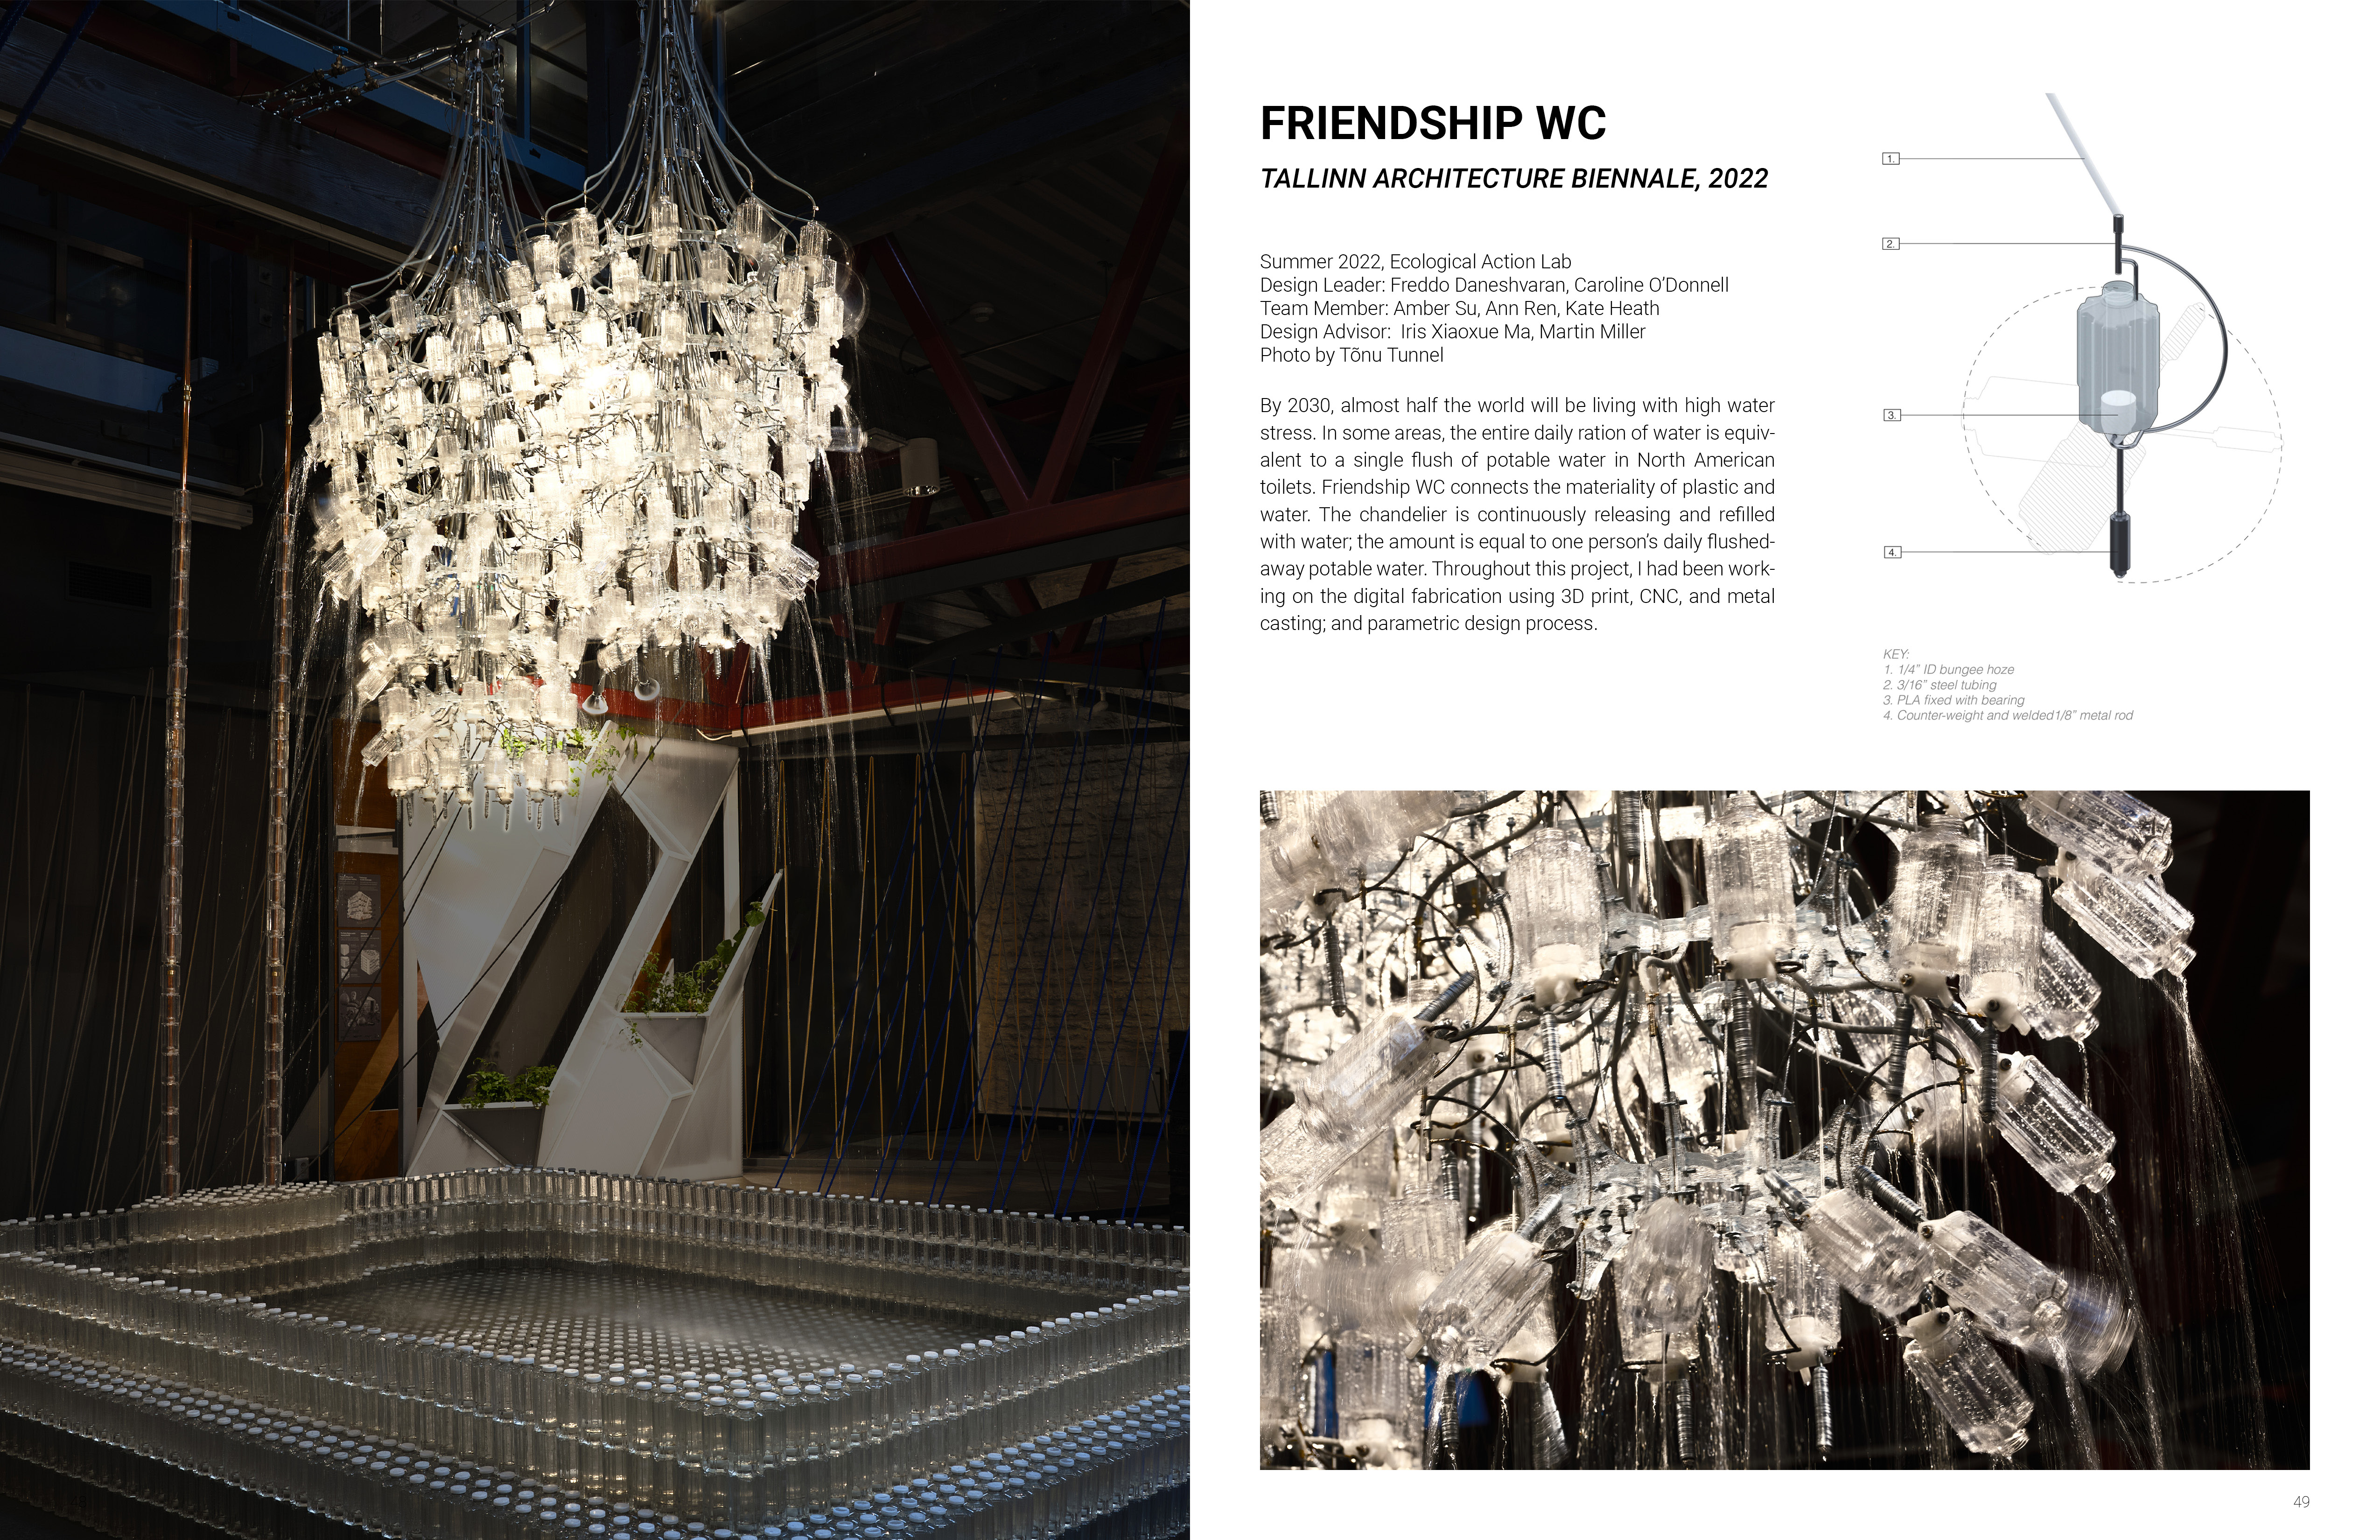 FRIENDSHIP WC
TALLINN ARCHITECTURE BIENNALE, 2022
Summer 2022, Ecological Action Lab
Design Leader: Freddo Daneshvaran, Caroline O’Donnell
Team Member: Amber Su, Ann Ren, Kate Heath
Design Advisor:  Iris Xiaoxue Ma, Martin Miller
Photo by Tõnu Tunnel
By 2030, almost half the world will be living with high water
stress. In some areas, the entire daily ration of water is equiv-
alent to a single flush of potable water in North American
toilets. Friendship WC connects the materiality of plastic and
water. The chandelier is continuously releasing and refilled
with water; the amount is equal to one person’s daily flushed-
away potable water. Throughout this project, I had been work-
ing on the digital fabrication using 3D print, CNC, and metal
casting; and parametric design process.
1.
2.
3.
4.
KEY:
1. 1/4” ID bungee hoze
2. 3/16” steel tubing
3. PLA fixed with bearing
4. Counter-weight and welded1/8” metal rod
49